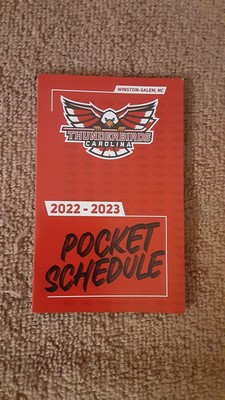 WINSTON-SALEM, NC
THUNDERBIRDS
CAROLINA
2022 - 2023
POCKET
SCHEDULE